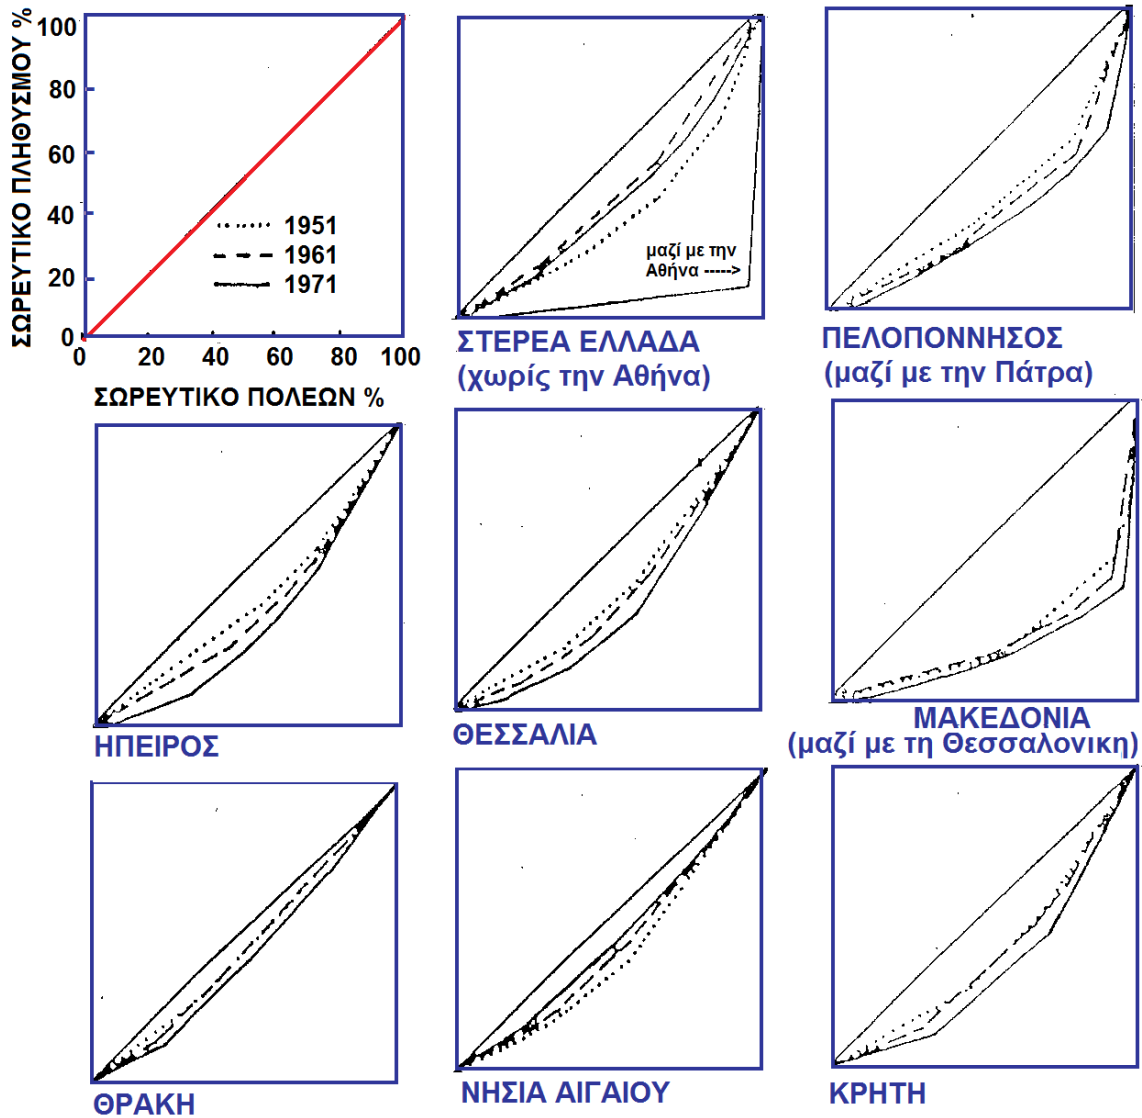 ΣΩΡΕΥΤΙΚΟ ΠΛΗΘΥΣΜΟΥ %
100
80
60
40
20
0
1951
1961
1971
0 20 40 60 80 100
ΣΩΡΕΥΤΙΚΟ ΠΟΛΕΩΝ %
μαζί με την
Αθήνα ----->
ΣΤΕΡΕΑ ΕΛΛΑΔΑ
(χωρίς την Αθήνα)
ΠΕΛΟΠΟΝΝΗΣΟΣ
(μαζί με την Πάτρα)
ΗΠΕΙΡΟΣ
ΘΕΣΣΑΛΙΑ
ΜΑΚΕΔΟΝΙΑ
(μαζί με τη Θεσσαλονικη)
ΘΡΑΚΗ
ΝΗΣΙΑ ΑΙΓΑΙΟΥ
ΚΡΗΤΗ